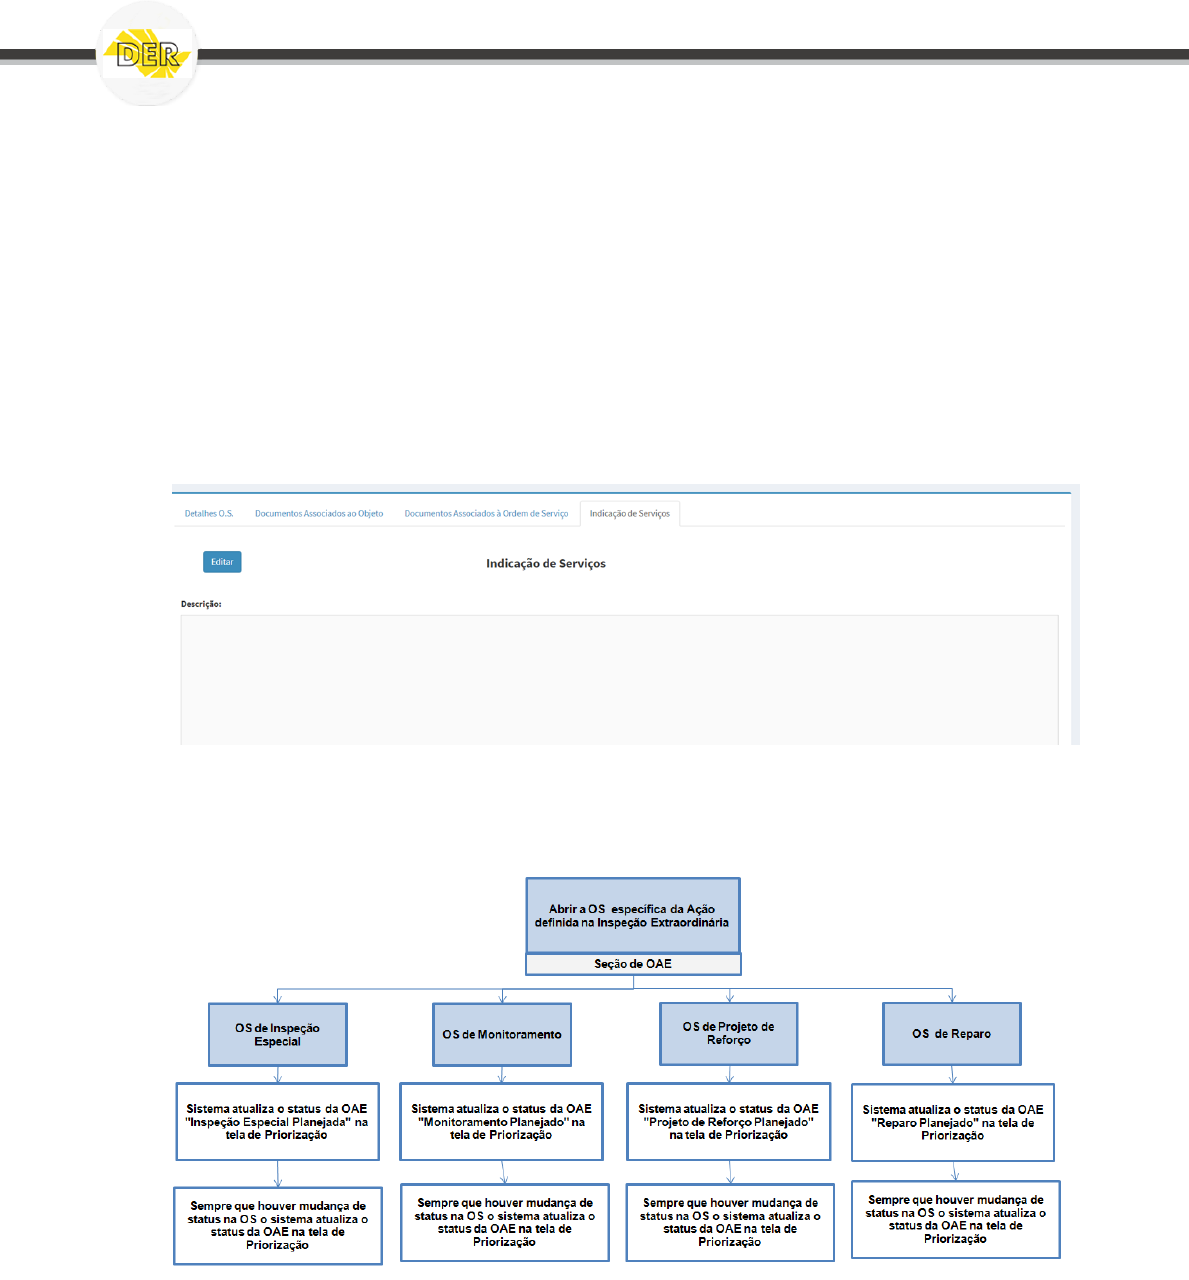 DER
Detalhes O.S. Documentos Associados ao Objeto Documentos Associados à Ordem de Serviço Indicação de Serviços
Editar
Indicação de Serviços
Descrição:
Abrir a OS específica da Ação
definida na Inspeção Extraordinária
Seção de OAE
OS de Inspeção
Especial
OS de Monitoramento
OS de Projeto de
Reforço
OS de Reparo
Sistema atualiza o status da OAE
"Inspeção Especial Planejada" na
tela de Priorização
Sistema atualiza o status da OAE
"Monitoramento Planejado" na
tela de Priorização
Sistema atualiza o status da OAE
"Projeto de Reforço Planejado"
na tela de Priorização
Sistema atualiza o status da OAE
"Reparo Planejado" na tela de
Priorização
Sempre que houver mudança de
status na OS o sistema atualiza o
status da OAE na tela de
Priorização
Sempre que houver mudança de
status na OS o sistema atualiza o
status da OAE na tela de
Priorização
Sempre que houver mudança de
status na OS o sistema atualiza o
status da OAE na tela de
Priorização
Sempre que houver mudança de
status na OS o sistema atualiza o
status da OAE na tela de
Priorização